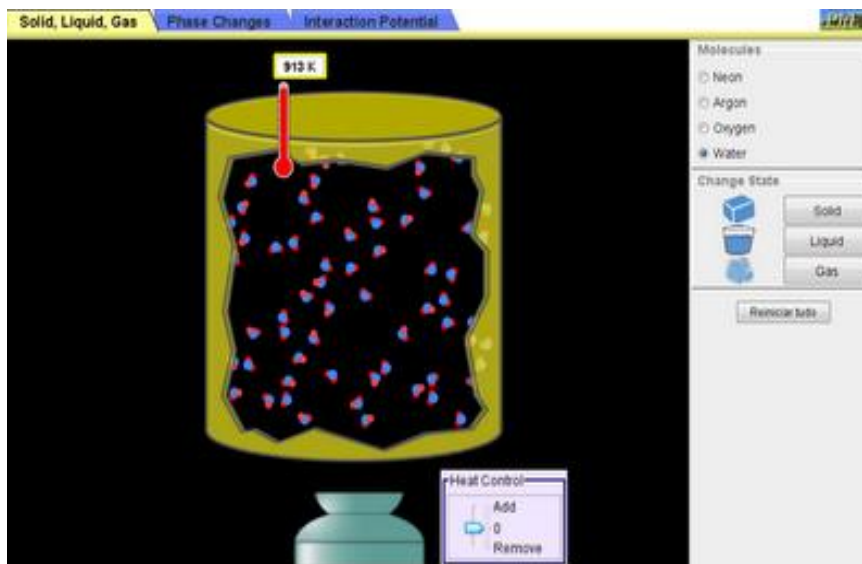 Solid, Liquid, Gas
Phase Changes
Interaction Potential
PhET
913 K
Molecules
Neon
Argon
Oxygen
Water
Change State
Solid
Liquid
Gas
Reiniciar tudo
Heat Control
Add
0
Remove